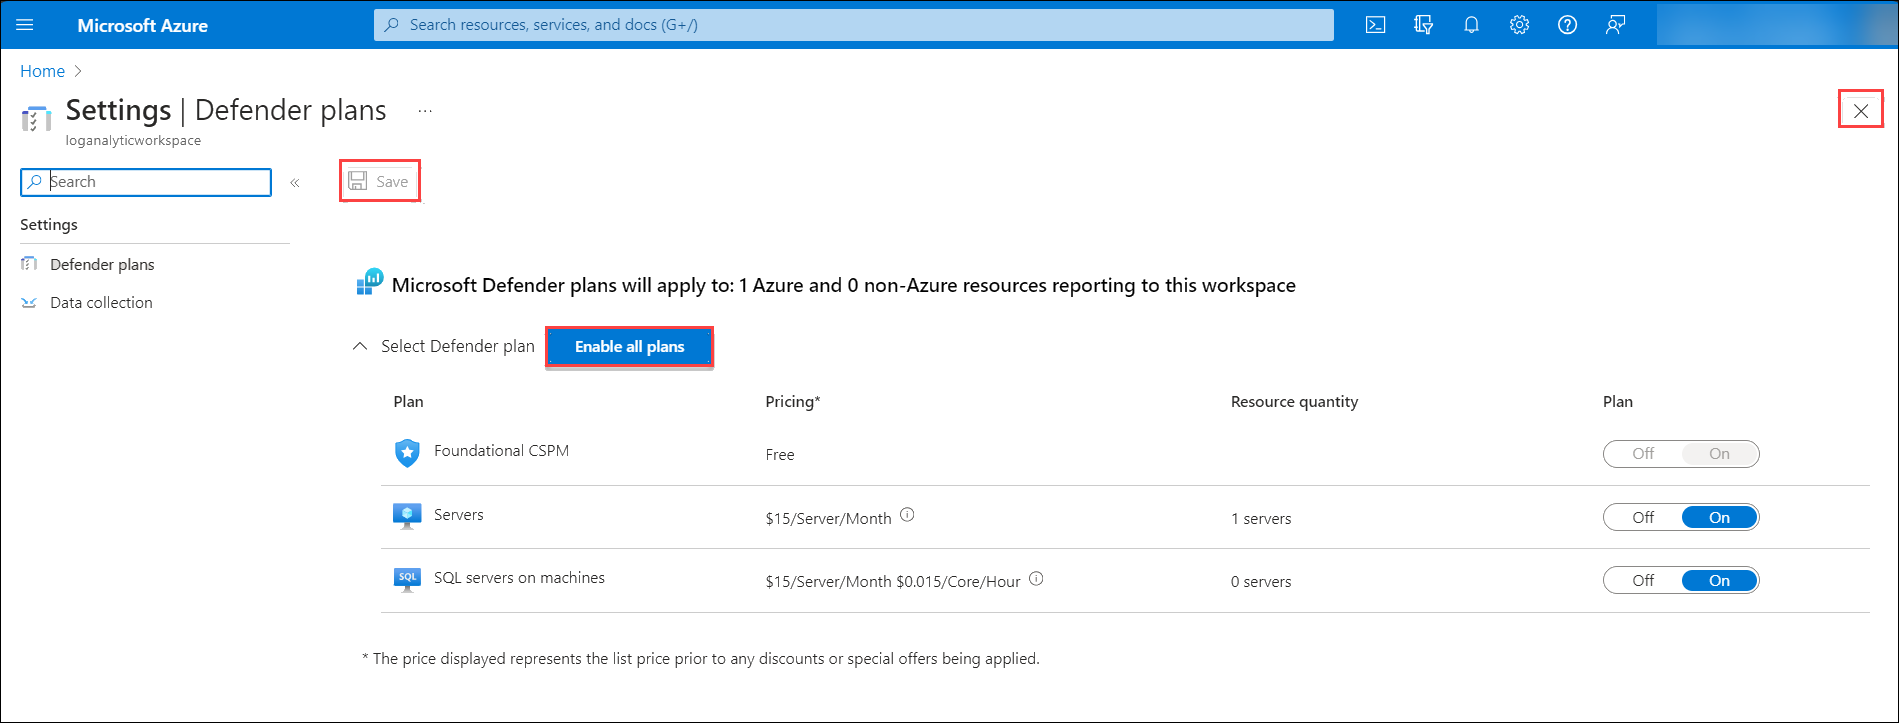 Microsoft Azure
Search resources, services, and docs (G+/)
Home
Settings | Defender plans ...
loganalyticworkspace
Search
«
Save
Settings
Defender plans
Data collection
Microsoft Defender plans will apply to: 1 Azure and 0 non-Azure resources reporting to this workspace
Select Defender plan Enable all plans
Plan Pricing* Resource quantity Plan
Foundational CSPM Free Off On
Servers $15/Server/Month 1 servers Off On
SQL SQL servers on machines $15/Server/Month $0.015/Core/Hour 0 servers Off On
* The price displayed represents the list price prior to any discounts or special offers being applied.